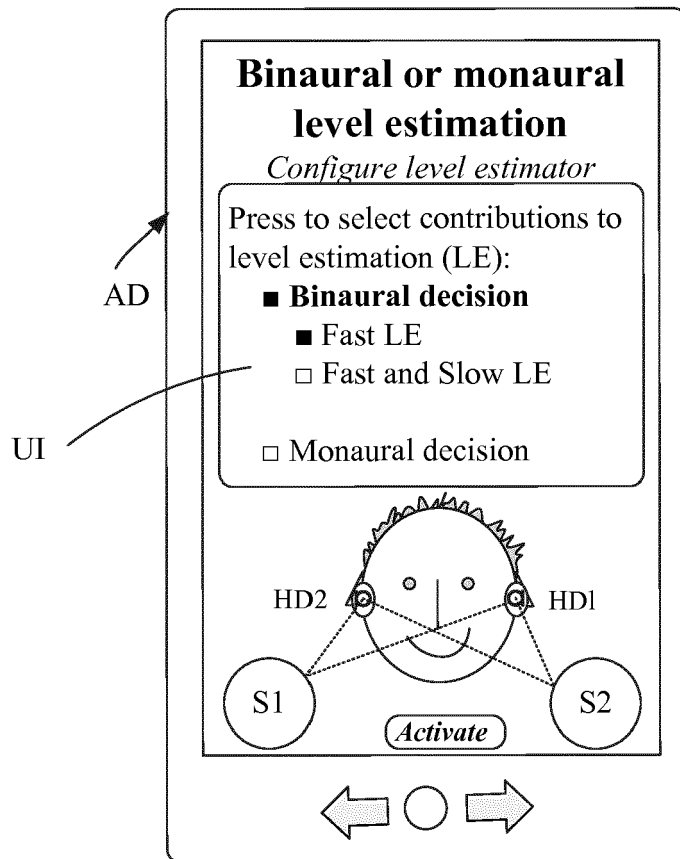 Binaural or monaural
level estimation
Configure level estimator
Press to select contributions to
level estimation (LE):
■ Binaural decision
■ Fast LE
□ Fast and Slow LE
□ Monaural decision
AD
UI
HD2
HD1
S1
S2
Activate